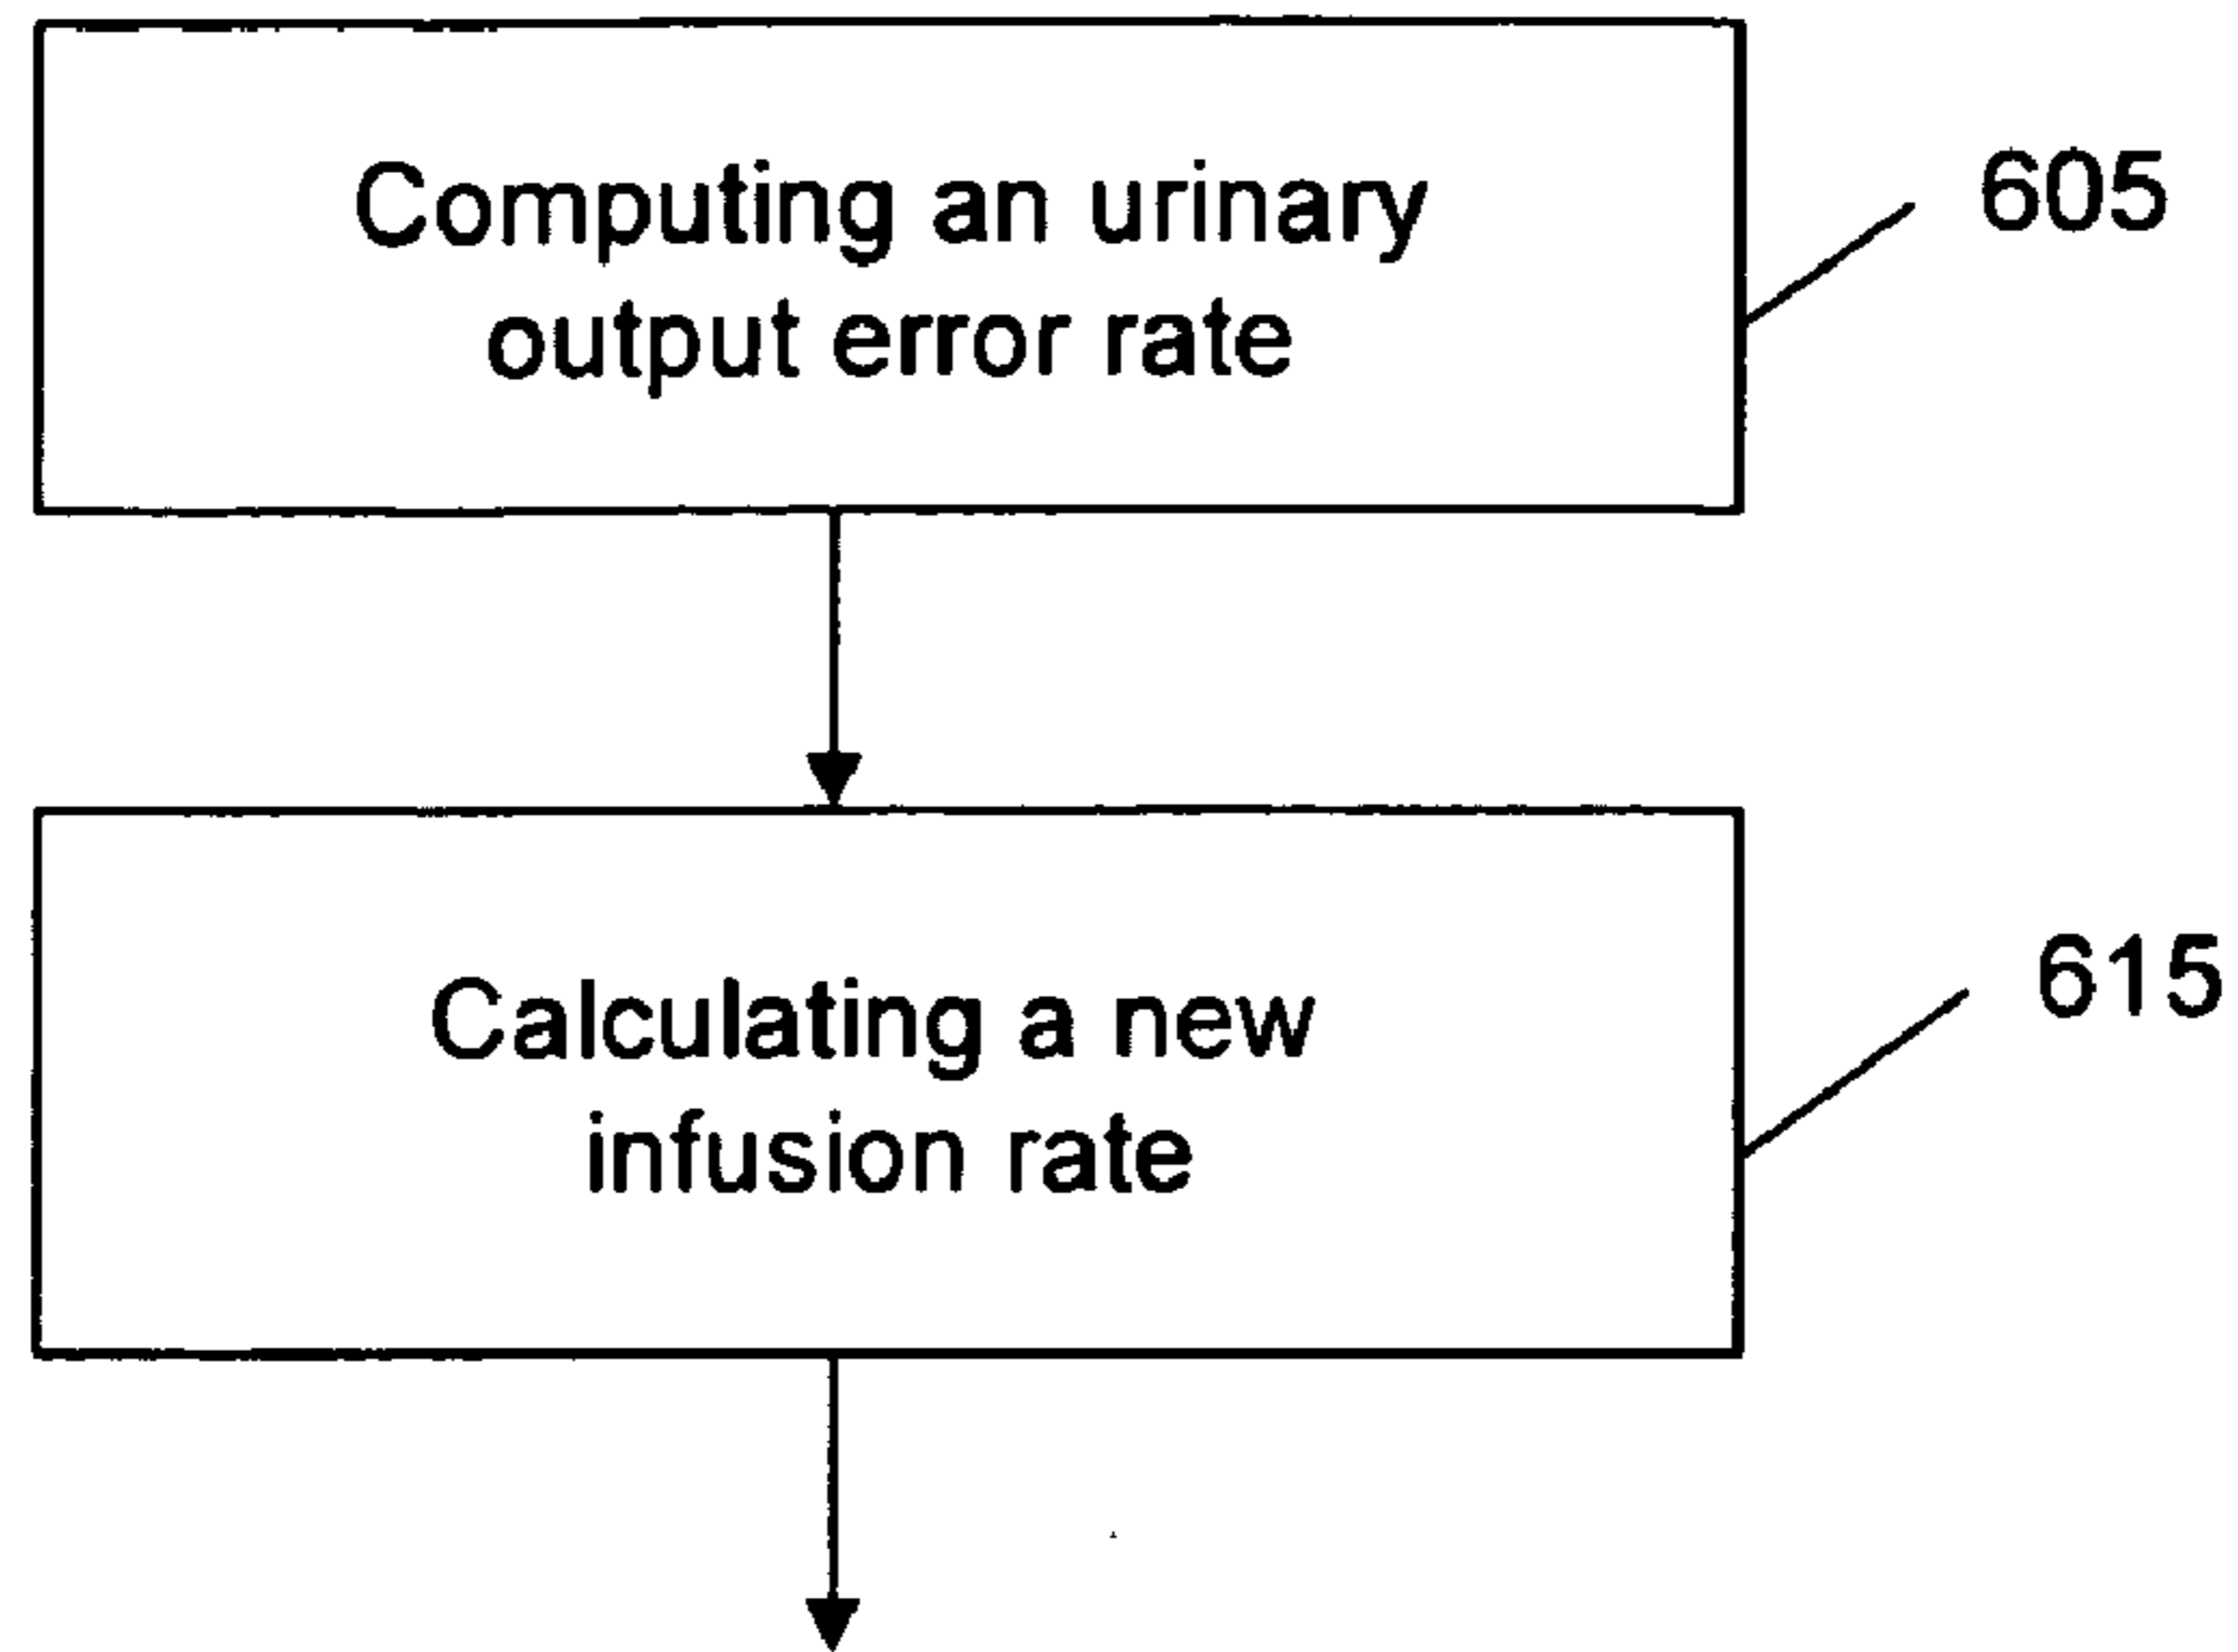 Computing an urinary
output error rate
605
Calculating a new
infusion rate
615